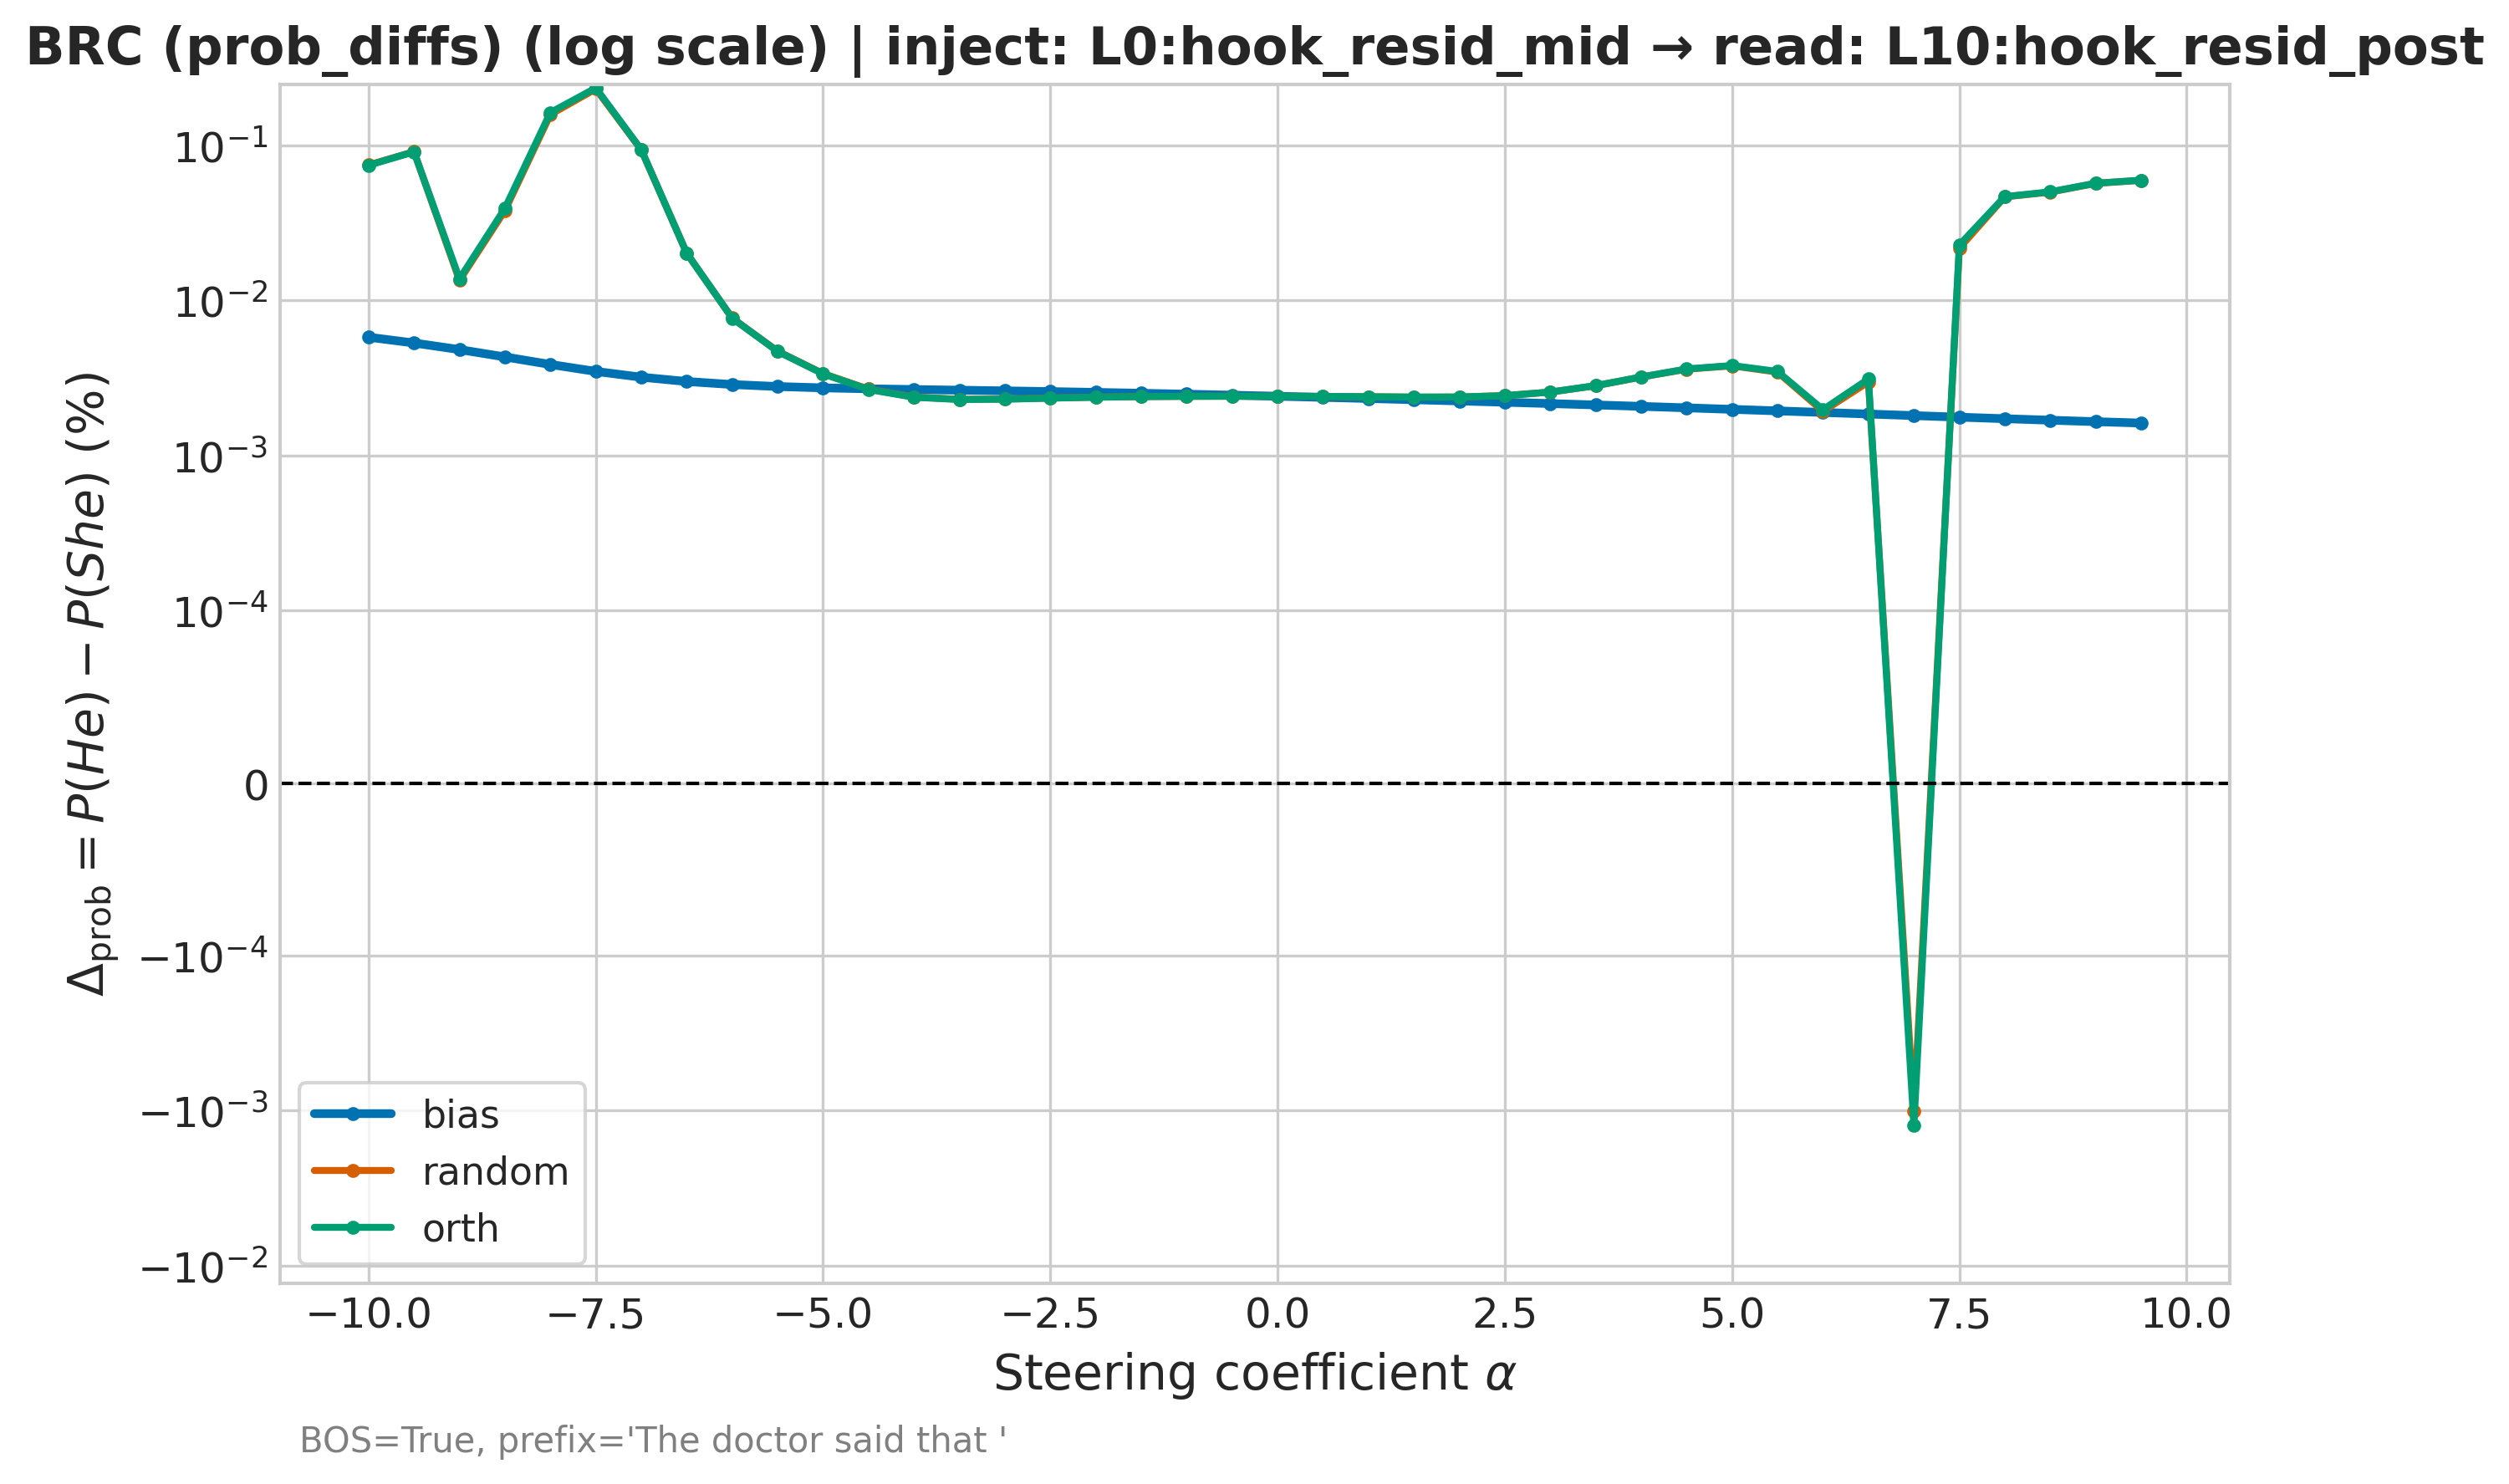 BRC (prob_diffs) (log scale) | inject: L0:hook_resid_mid → read: L10:hook_resid_post
Δprob = P(He) − P(She) (%)
10⁻¹
10⁻²
10⁻³
10⁻⁴
0
−10⁻⁴
−10⁻³
−10⁻²
bias
random
orth
−10.0 −7.5 −5.0 −2.5 0.0 2.5 5.0 7.5 10.0
Steering coefficient α
BOS=True, prefix='The doctor said that '